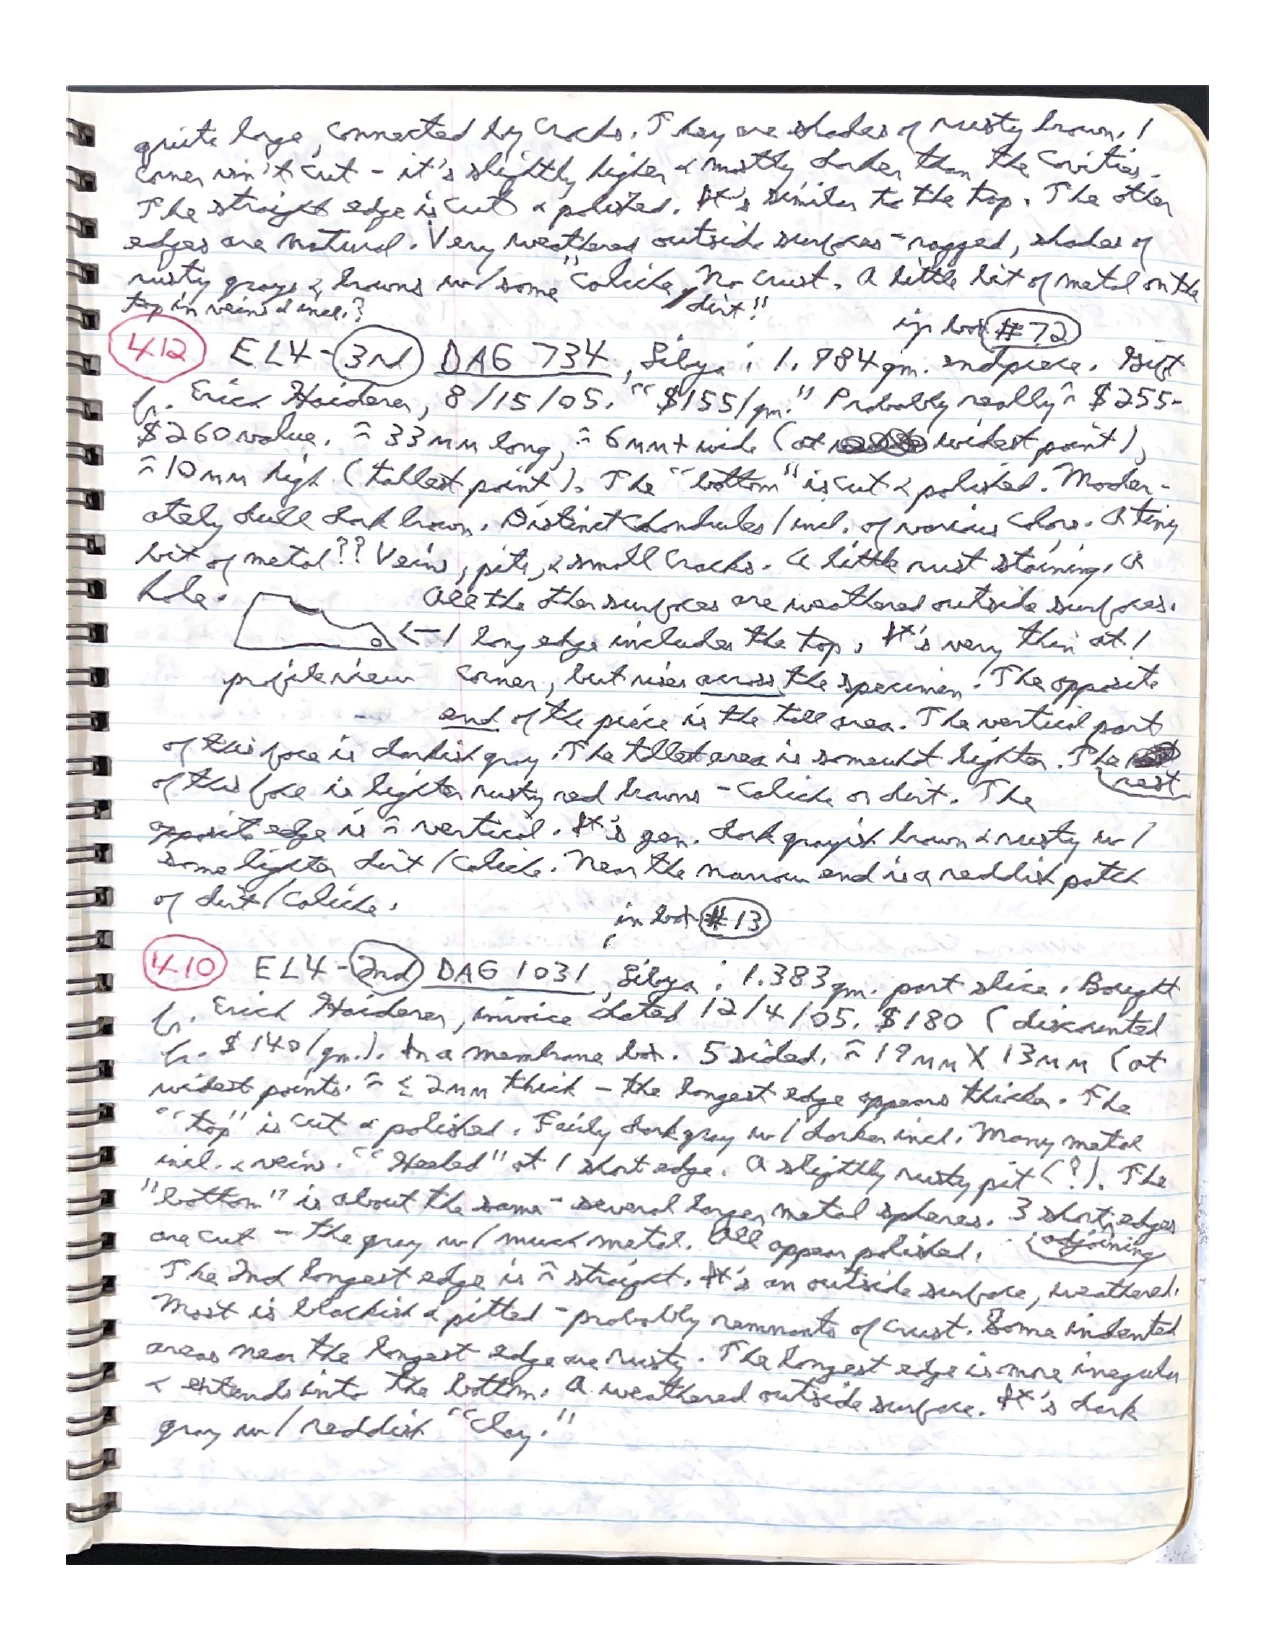 quite large, connected by cracks. They are shades of rusty brown. 1
corner isn't cut - it's slightly higher & mostly darker than the cavities.
The straight edge is cut & polished. It's similar to the top. The other
edges are natural. Very weathered outside surfaces - ragged, shades of
rusty grays & browns w/ some "caliche/dirt." No crust. A little bit of metal on the
top in veins & incl.?
in box #72
412 EL4-3rd DAG 734, Libya: 1.984gm. endpiece. Gift
fr. Erich Haiderer, 8/15/05. "$155/gm." Probably really ≈ $255-
$260 value. ≈ 33mm long, ≈ 6mm+ wide (at widest point),
≈ 10mm high (tallest point). The "bottom" is cut & polished. Moder-
ately dull dark brown. Distinct chondrules/incl. of various colors. A tiny
bit of metal?? Veins, pits, & small cracks. A little rust staining. A
hole. All the other surfaces are weathered outside surfaces.
←1 long edge includes the top. It's very thin at 1
profile view corner, but rises across the specimen. The opposite
end of the piece is the tall area. The vertical part
of this face is darkish gray. The tallest area is somewht lighter. The rest
of this face is lighter rusty red browns - caliche or dirt. The
opposite edge is ≈ vertical. It's gen. dark grayish brown & rusty w/
some lighter dirt/caliche. Near the narrow end is a reddish patch
of dirt/caliche.
in box #13
410 EL4-2nd DAG 1031, Libya: 1.383gm. part slice. Bought
fr. Erich Haiderer, invoice dated 12/4/05. $180 (discounted
fr. $140/gm.). In a membrane box. 5 sided. ≈ 19mm X 13mm (at
widest points. ≈ ≤ 2mm thick - the longest edge appears thicker. The
"top" is cut & polished. Fairly dark gray w/ darker incl. Many metal
incl. & veins. "Heeled" at 1 short edge. A slightly rusty pit (?). The
"bottom" is about the same - several larger metal spheres. 3 short, adjoining edges
are cut - the gray w/ much metal. All appear polished.
The 2nd longest edge is ≈ straight. It's an outside surface, weathered.
Most is blackish & pitted - probably remnants of crust. Some indented
areas near the longest edge are rusty. The longest edge is more irregular
& extends into the bottom. A weathered outside surface. It's dark
gray w/ reddish "clay."